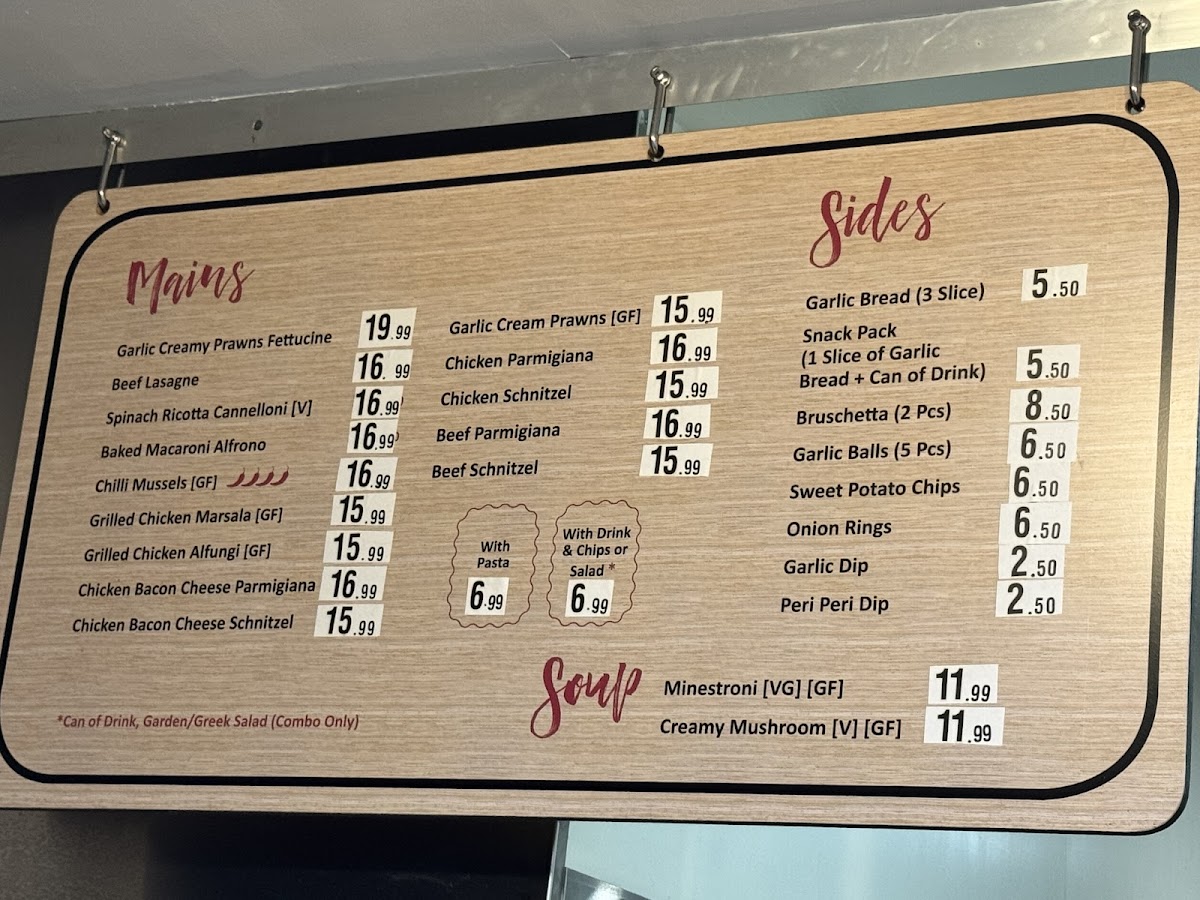 Mains
Garlic Creamy Prawns Fettucine 19.99
Beef Lasagne 16.99
Spinach Ricotta Cannelloni [V] 16.99
Baked Macaroni Alfrono 16.99
Chilli Mussels [GF] 16.99
Grilled Chicken Marsala [GF] 15.99
Grilled Chicken Alfungi [GF] 15.99
Chicken Bacon Cheese Parmigiana 16.99
Chicken Bacon Cheese Schnitzel 15.99
*Can of Drink, Garden/Greek Salad (Combo Only)
Garlic Cream Prawns [GF] 15.99
Chicken Parmigiana 16.99
Chicken Schnitzel 15.99
Beef Parmigiana 16.99
Beef Schnitzel 15.99
With
Pasta
6.99
With Drink
& Chips or
Salad *
6.99
Sides
Garlic Bread (3 Slice) 5.50
Snack Pack
(1 Slice of Garlic
Bread + Can of Drink) 5.50
Bruschetta (2 Pcs) 8.50
Garlic Balls (5 Pcs) 6.50
Sweet Potato Chips 6.50
Onion Rings 6.50
Garlic Dip 2.50
Peri Peri Dip 2.50
Soup
Minestroni [VG] [GF] 11.99
Creamy Mushroom [V] [GF] 11.99